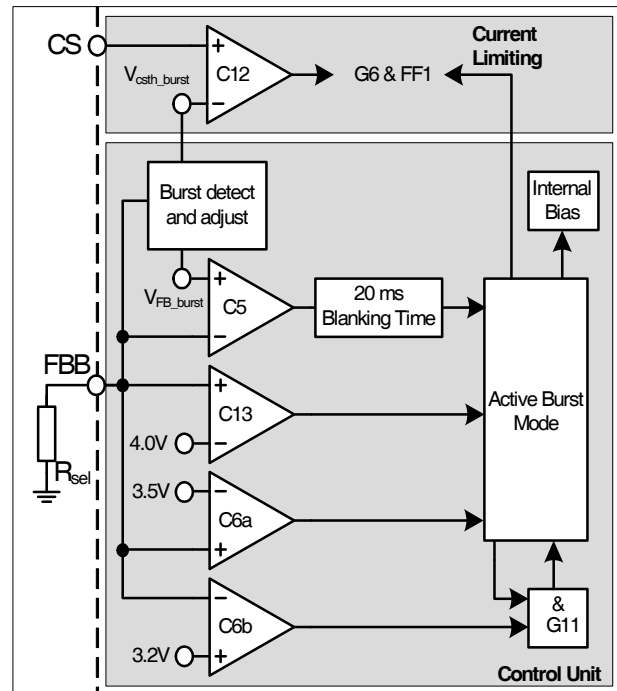 CS
Current
Limiting
+
C12
−
V_csth_burst
G6 & FF1
Burst detect
and adjust
Internal
Bias
+
C5
−
V_FB_burst
20 ms
Blanking Time
FBB
R_sel
+
C13
−
4.0V
Active Burst
Mode
3.5V
−
C6a
+
−
C6b
+
3.2V
&
G11
Control Unit